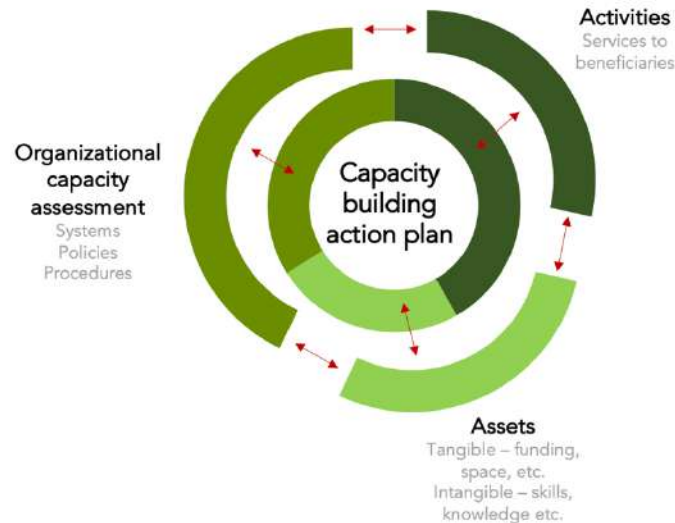 Activities
Services to
beneficiaries
Organizational
capacity
assessment
Systems
Policies
Procedures
Capacity
building
action plan
Assets
Tangible – funding,
space, etc.
Intangible – skills,
knowledge etc.